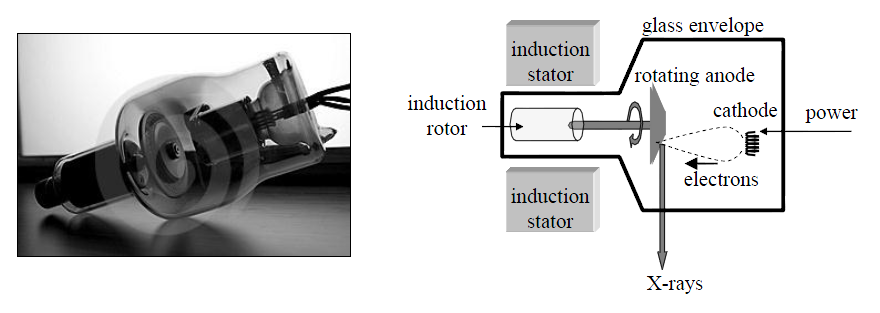 glass envelope
induction
stator
rotating anode
induction
rotor
cathode
power
electrons
induction
stator
X-rays